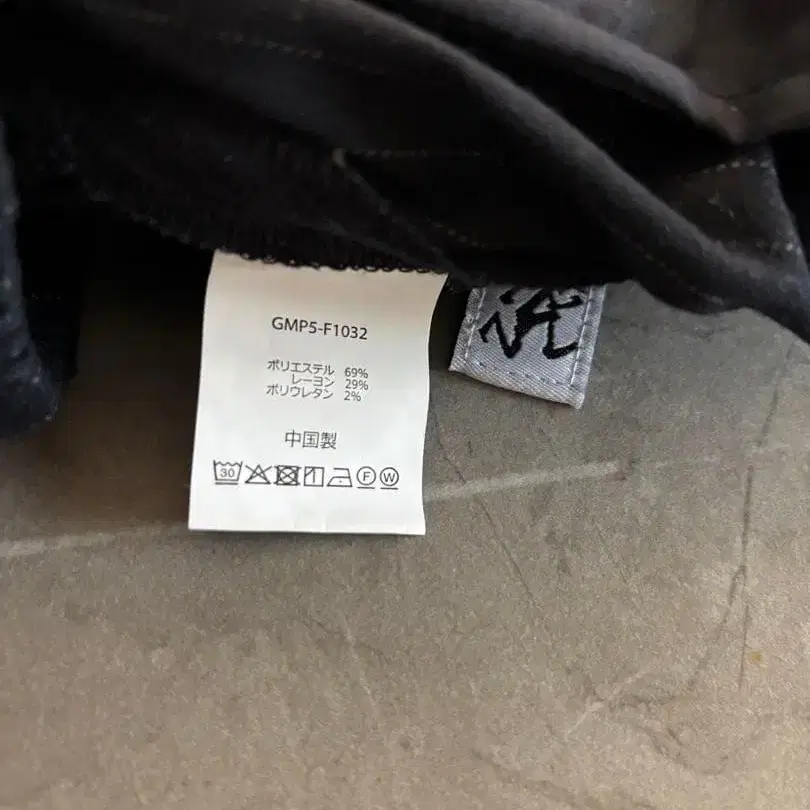 GMP5-F1032
ポリエステル 69%
レーヨン 29%
ポリウレタン 2%
中国製
30
F W